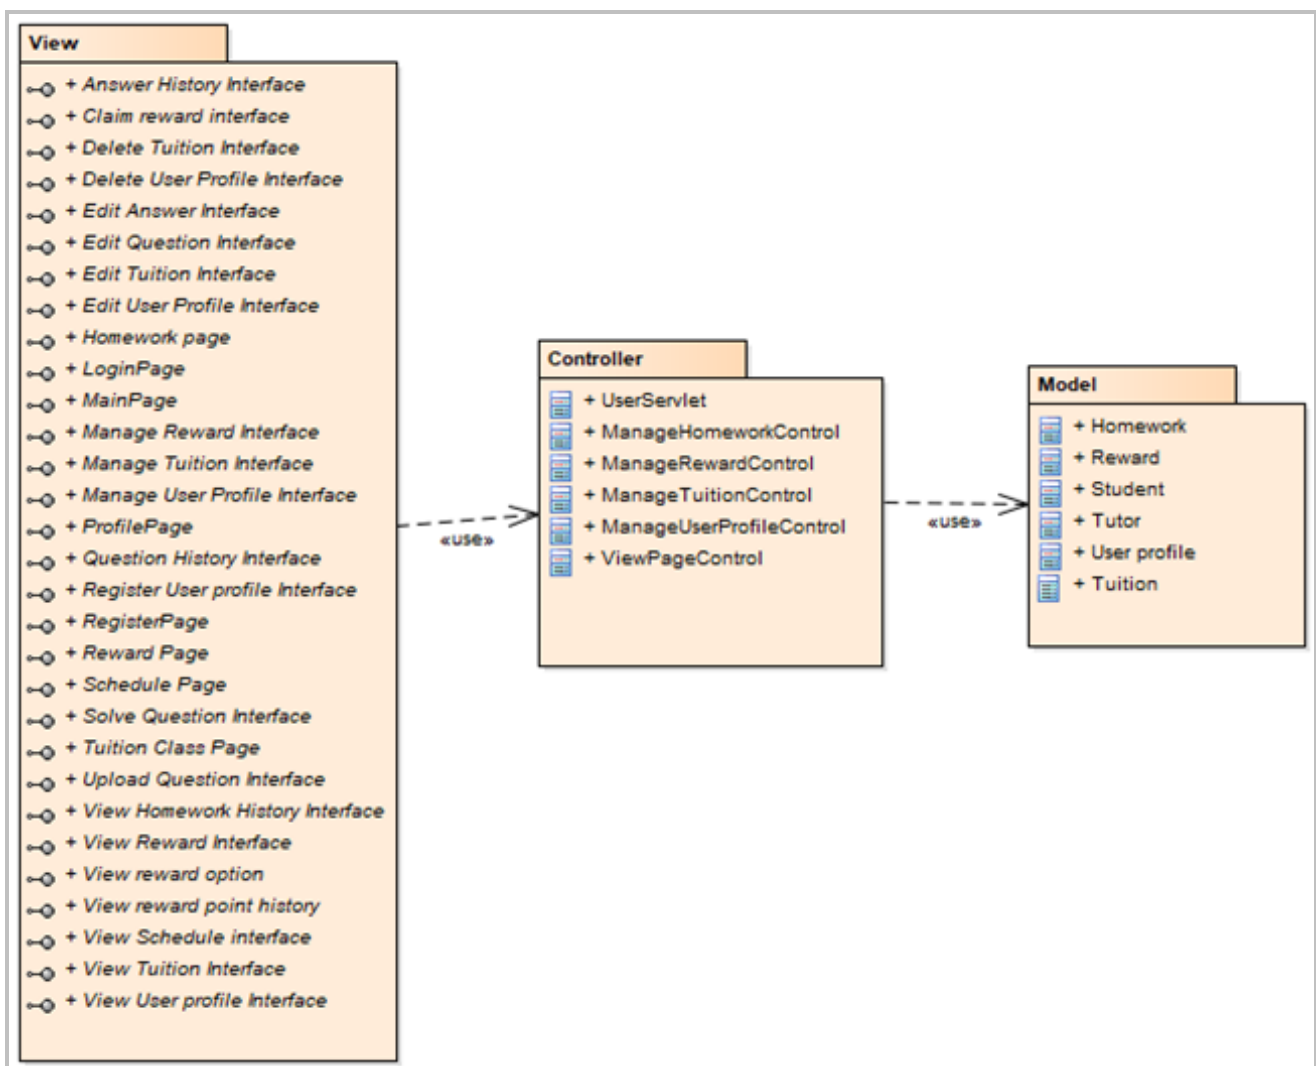 View
+ Answer History Interface
+ Claim reward interface
+ Delete Tuition Interface
+ Delete User Profile Interface
+ Edit Answer Interface
+ Edit Question Interface
+ Edit Tuition Interface
+ Edit User Profile Interface
+ Homework page
+ LoginPage
+ MainPage
+ Manage Reward Interface
+ Manage Tuition Interface
+ Manage User Profile Interface
+ ProfilePage
+ Question History Interface
+ Register User profile Interface
+ RegisterPage
+ Reward Page
+ Schedule Page
+ Solve Question Interface
+ Tuition Class Page
+ Upload Question Interface
+ View Homework History Interface
+ View Reward Interface
+ View reward option
+ View reward point history
+ View Schedule interface
+ View Tuition Interface
+ View User profile Interface
«use»
Controller
+ UserServlet
+ ManageHomeworkControl
+ ManageRewardControl
+ ManageTuitionControl
+ ManageUserProfileControl
+ ViewPageControl
«use»
Model
+ Homework
+ Reward
+ Student
+ Tutor
+ User profile
+ Tuition